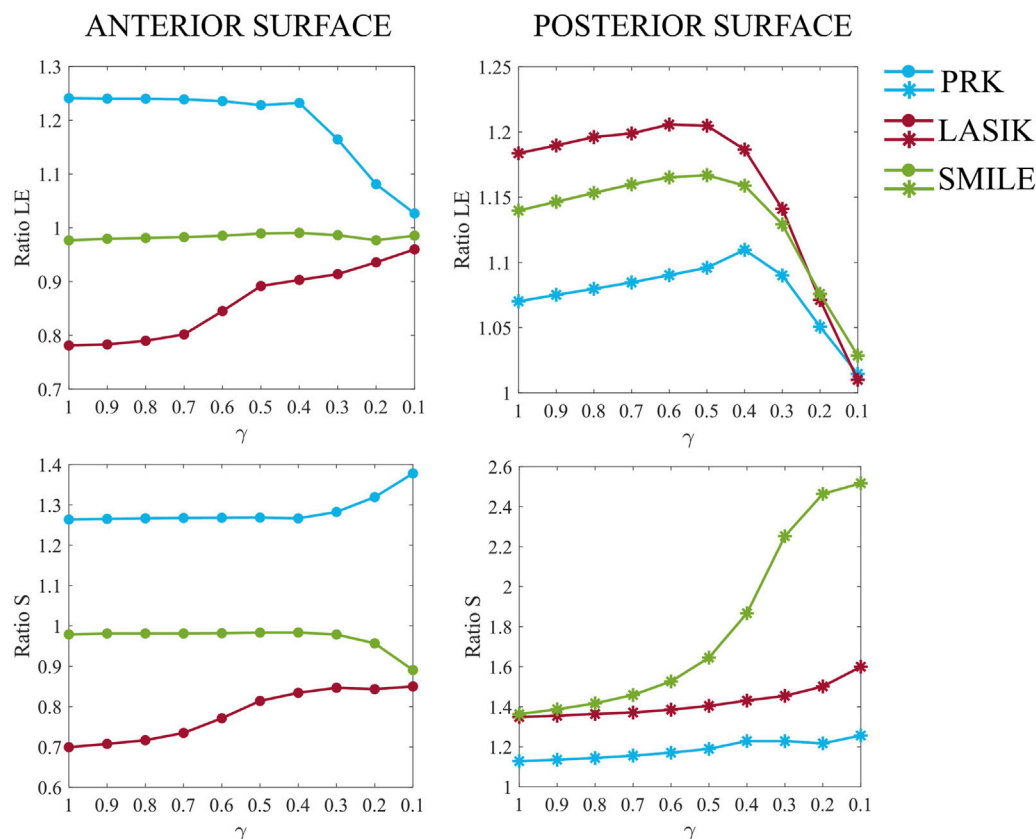 ANTERIOR SURFACE
POSTERIOR SURFACE
PRK
LASIK
SMILE
Ratio LE
1.3
1.2
1.1
1
0.9
0.8
0.7
1 0.9 0.8 0.7 0.6 0.5 0.4 0.3 0.2 0.1
γ
Ratio LE
1.25
1.2
1.15
1.1
1.05
1
1 0.9 0.8 0.7 0.6 0.5 0.4 0.3 0.2 0.1
γ
Ratio S
1.4
1.3
1.2
1.1
1
0.9
0.8
0.7
0.6
1 0.9 0.8 0.7 0.6 0.5 0.4 0.3 0.2 0.1
γ
Ratio S
2.6
2.4
2.2
2
1.8
1.6
1.4
1.2
1
1 0.9 0.8 0.7 0.6 0.5 0.4 0.3 0.2 0.1
γ